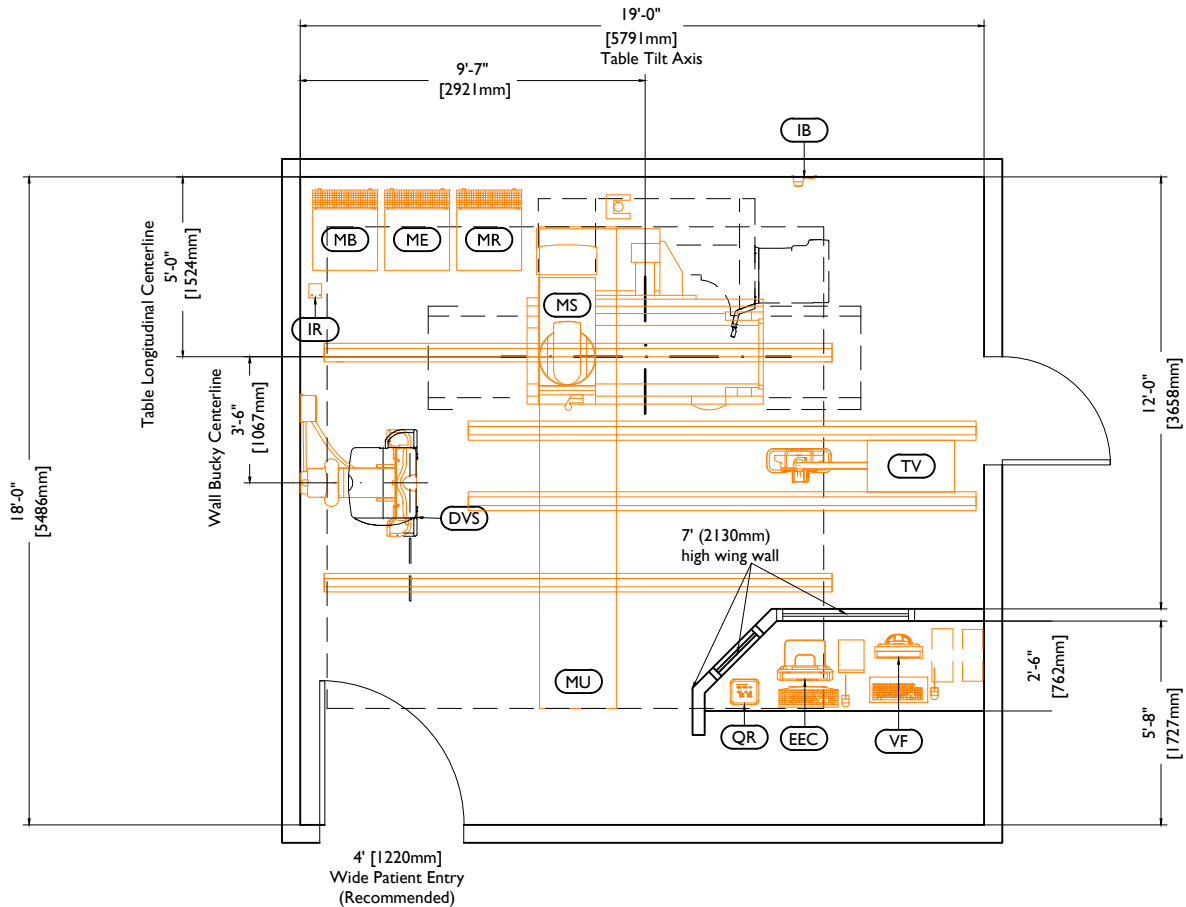 19'-0"
[5791mm]
Table Tilt Axis
9'-7"
[2921mm]
IB
MB
ME
MR
MS
IR
Table Longitudinal Centerline
5'-0"
[1524mm]
Wall Bucky Centerline
3'-6"
[1067mm]
18'-0"
[5486mm]
12'-0"
[3658mm]
TV
DVS
7' (2130mm)
high wing wall
MU
QR
EEC
VF
2'-6"
[762mm]
5'-8"
[1727mm]
4' [1220mm]
Wide Patient Entry
(Recommended)